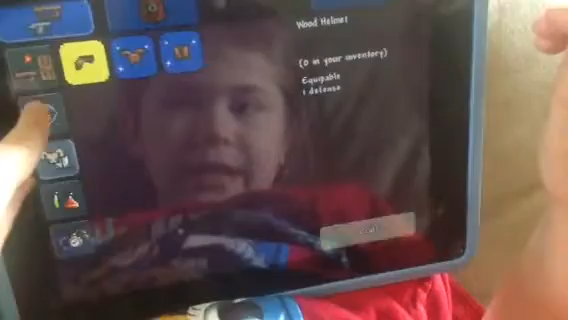 Wood Helmet
(0 in your inventory)
Equipable
1 defense